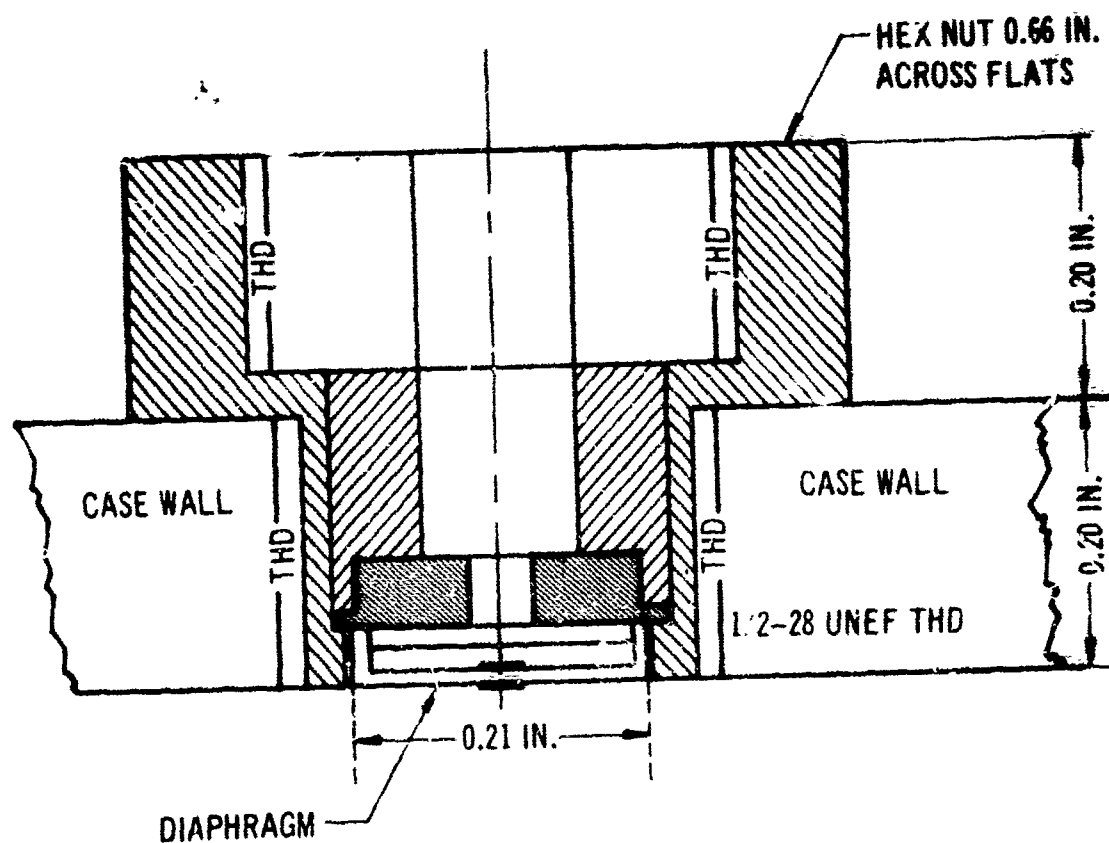 HEX NUT 0.66 IN.
ACROSS FLATS
THD
THD
0.20 IN.
CASE WALL
CASE WALL
THD
THD
0.20 IN.
1/2-28 UNEF THD
0.21 IN.
DIAPHRAGM